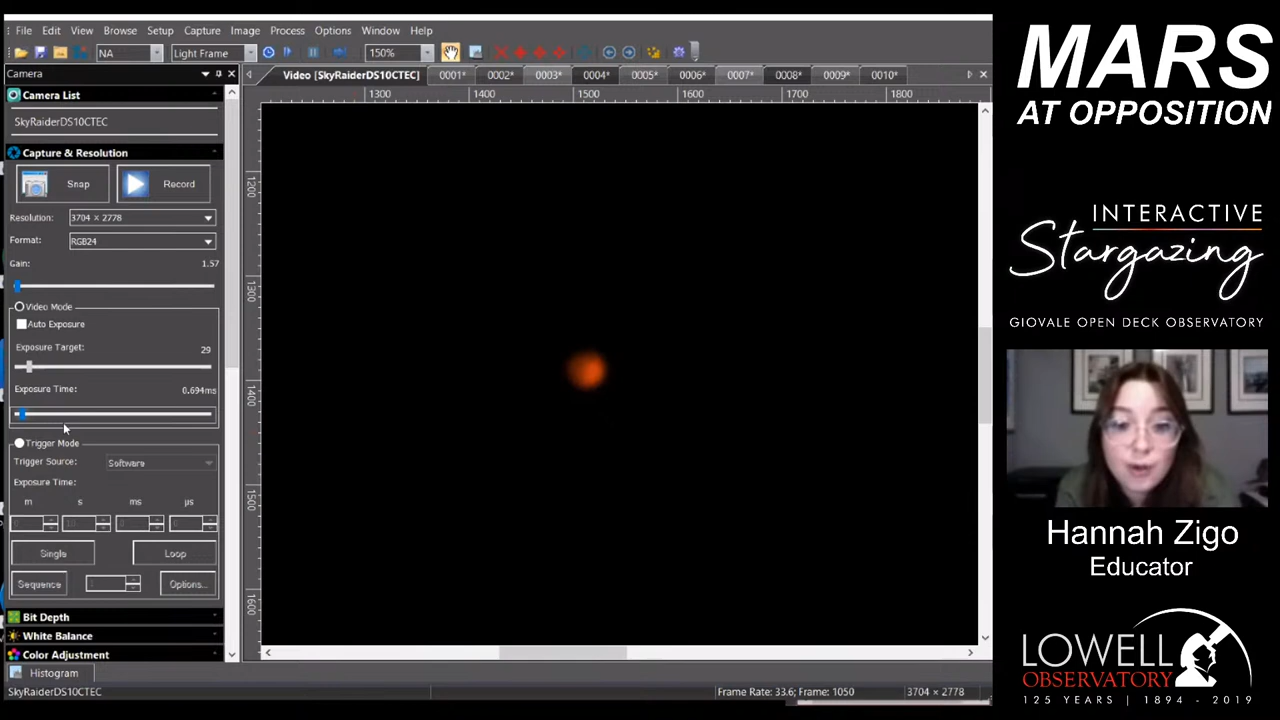 File Edit View Browse Setup Capture Image Process Options Window Help
NA Light Frame 150%
Camera
Video [SkyRaiderDS10CTEC] 0001* 0002* 0003* 0004* 0005* 0006* 0007* 0008* 0009* 0010*
1300 1400 1500 1600 1700 1800
1200
1300
1400
1500
1600
Camera List
SkyRaiderDS10CTEC
Capture & Resolution
Snap Record
Resolution: 3704 × 2778
Format: RGB24
Gain: 1.57
Video Mode
Auto Exposure
Exposure Target: 29
Exposure Time: 0.694ms
Trigger Mode
Trigger Source: Software
Exposure Time:
m s ms µs
Single Loop
Sequence Options...
Bit Depth
White Balance
Color Adjustment
Histogram
SkyRaiderDS10CTEC Frame Rate: 33.6; Frame: 1050 3704 × 2778
MARS
AT OPPOSITION
INTERACTIVE
Stargazing
GIOVALE OPEN DECK OBSERVATORY
Hannah Zigo
Educator
LOWELL
OBSERVATORY
125 YEARS | 1894 - 2019